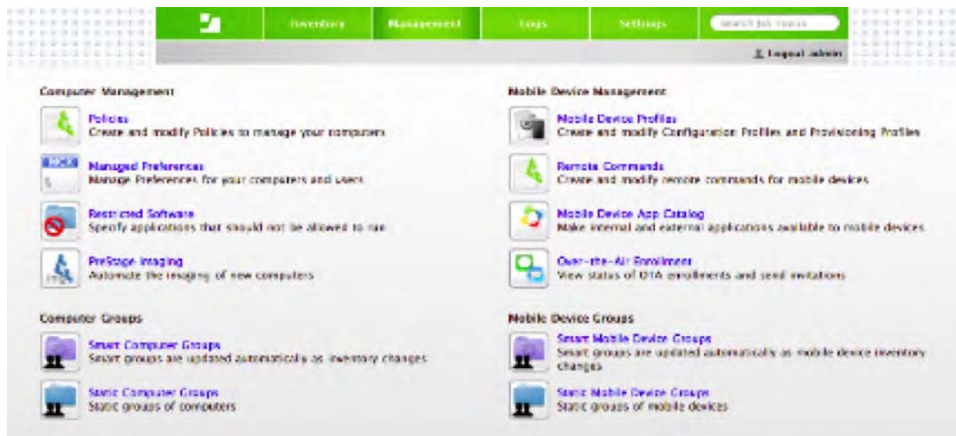 Inventory
Management
Logs
Settings
Logout admin
Computer Management
Policies
Create and modify Policies to manage your computers
Managed Preferences
Manage Preferences for your computers and users
Restricted Software
Specify applications that should not be allowed to run
PreStage Imaging
Automate the imaging of new computers
Computer Groups
Smart Computer Groups
Smart groups are updated automatically as inventory changes
Static Computer Groups
Static groups of computers
Mobile Device Management
Mobile Device Profiles
Create and modify Configuration Profiles and Provisioning Profiles
Remote Commands
Create and modify remote commands for mobile devices
Mobile Device App Catalog
Make internal and external applications available to mobile devices
Over-the-Air Enrollment
View status of OTA enrollments and send invitations
Mobile Device Groups
Smart Mobile Device Groups
Smart groups are updated automatically as mobile device inventory
changes
Static Mobile Device Groups
Static groups of mobile devices